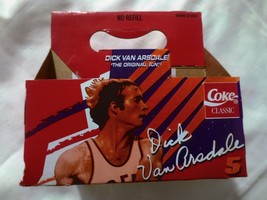 NO REFILL
DICK VAN ARSDALE
"THE ORIGINAL SUN"
Coke
CLASSIC
Dick
Van Arsdale
5